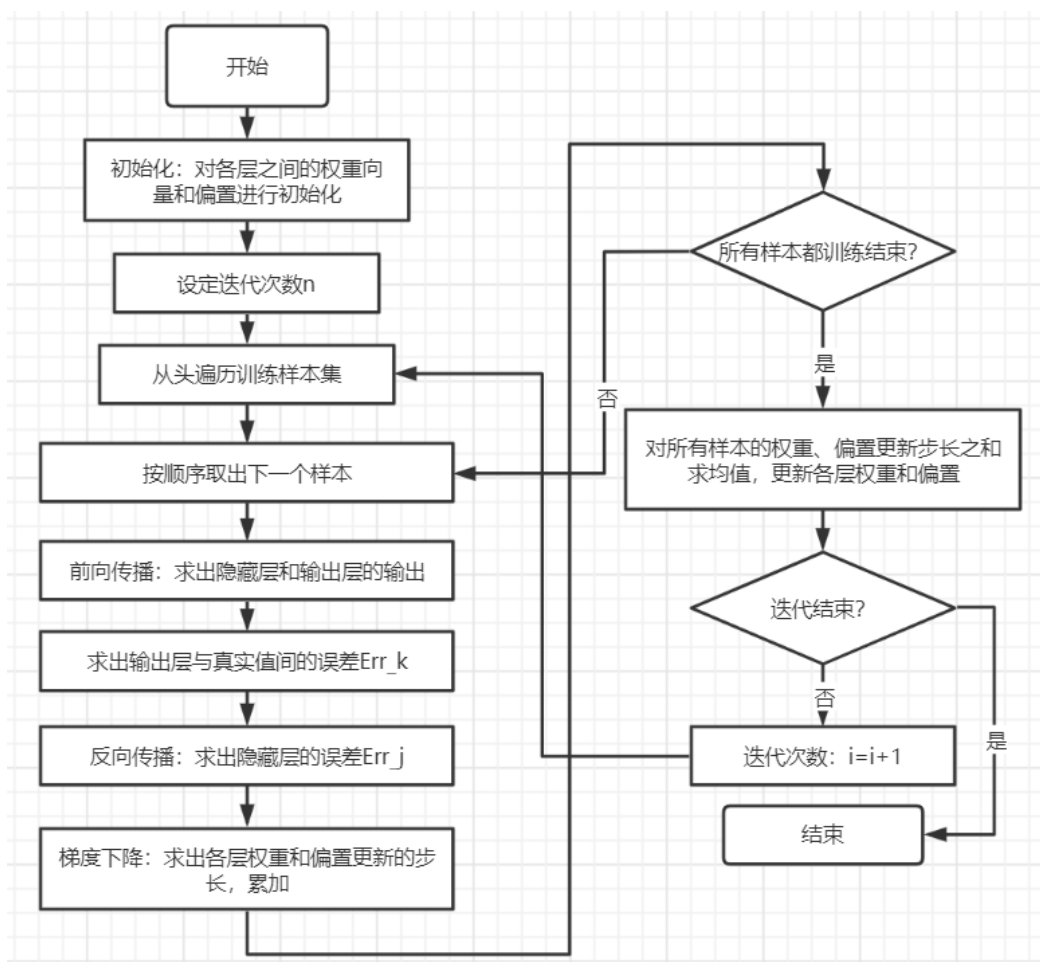 开始
初始化：对各层之间的权重向
量和偏置进行初始化
设定迭代次数n
从头遍历训练样本集
按顺序取出下一个样本
前向传播：求出隐藏层和输出层的输出
求出输出层与真实值间的误差Err_k
反向传播：求出隐藏层的误差Err_j
梯度下降：求出各层权重和偏置更新的步
长，累加
所有样本都训练结束?
是
否
对所有样本的权重、偏置更新步长之和
求均值，更新各层权重和偏置
迭代结束?
否
是
迭代次数：i=i+1
结束